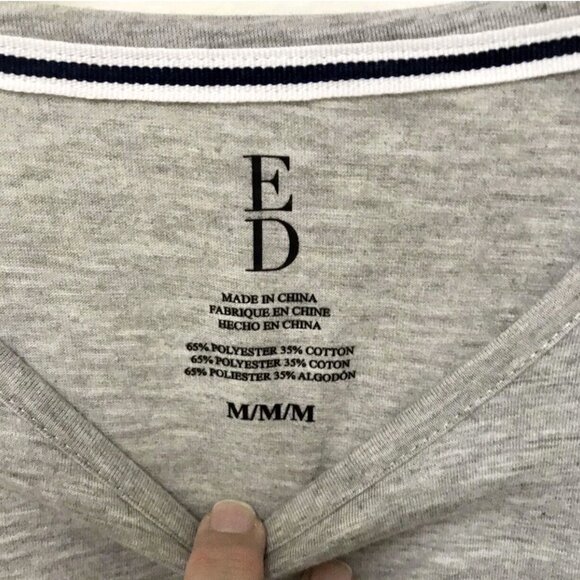 E
D
MADE IN CHINA
FABRIQUE EN CHINE
HECHO EN CHINA
65% POLYESTER 35% COTTON
65% POLYESTER 35% COTON
65% POLIESTER 35% ALGODÓN
M/M/M